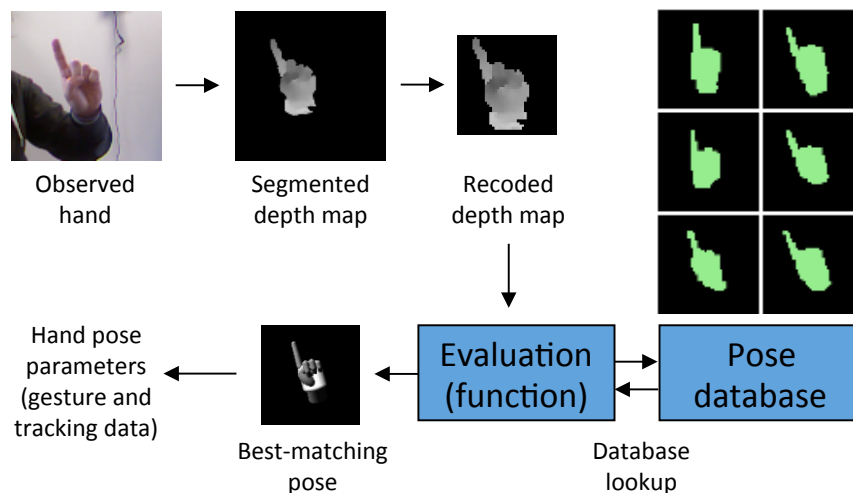 Observed
hand
Segmented
depth map
Recoded
depth map
Hand pose
parameters
(gesture and
tracking data)
Best-matching
pose
Evaluation
(function)
Database
lookup
Pose
database